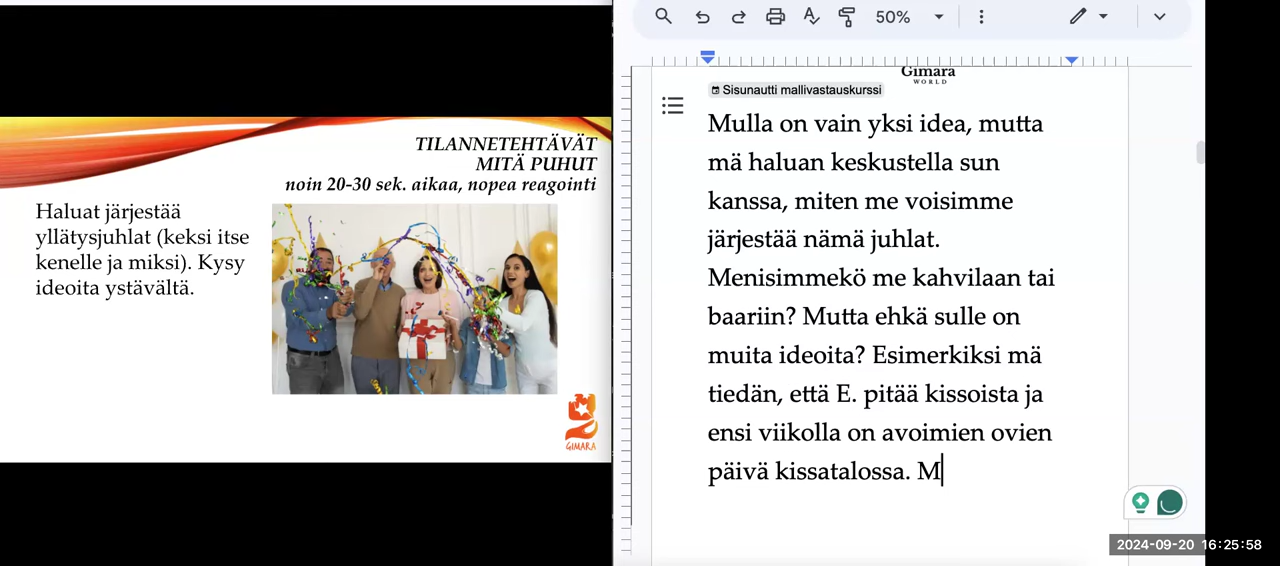 TILANNETEHTÄVÄT
MITÄ PUHUT
noin 20-30 sek. aikaa, nopea reagointi
Haluat järjestää
yllätysjuhlat (keksi itse
kenelle ja miksi). Kysy
ideoita ystävältä.
GIMARA
50%
Gimara
WORLD
Sisunautti mallivastauskurssi
Mulla on vain yksi idea, mutta
mä haluan keskustella sun
kanssa, miten me voisimme
järjestää nämä juhlat.
Menisimmekö me kahvilaan tai
baariin? Mutta ehkä sulle on
muita ideoita? Esimerkiksi mä
tiedän, että E. pitää kissoista ja
ensi viikolla on avoimien ovien
päivä kissatalossa. M
2024-09-20 16:25:58